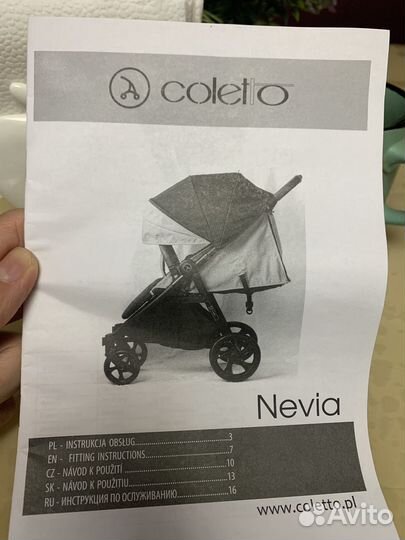 coletto
Nevia
PL - INSTRUKCJA OBSŁUG....................3
EN - FITTING INSTRUCTIONS....................7
CZ - NÁVOD K POUŽITÍ....................10
SK - NÁVOD K POUŽITIU....................13
RU - ИНСТРУКЦИЯ ПО ОСЛУЖИВАНИЮ....................16
www.coletto.pl
Avito